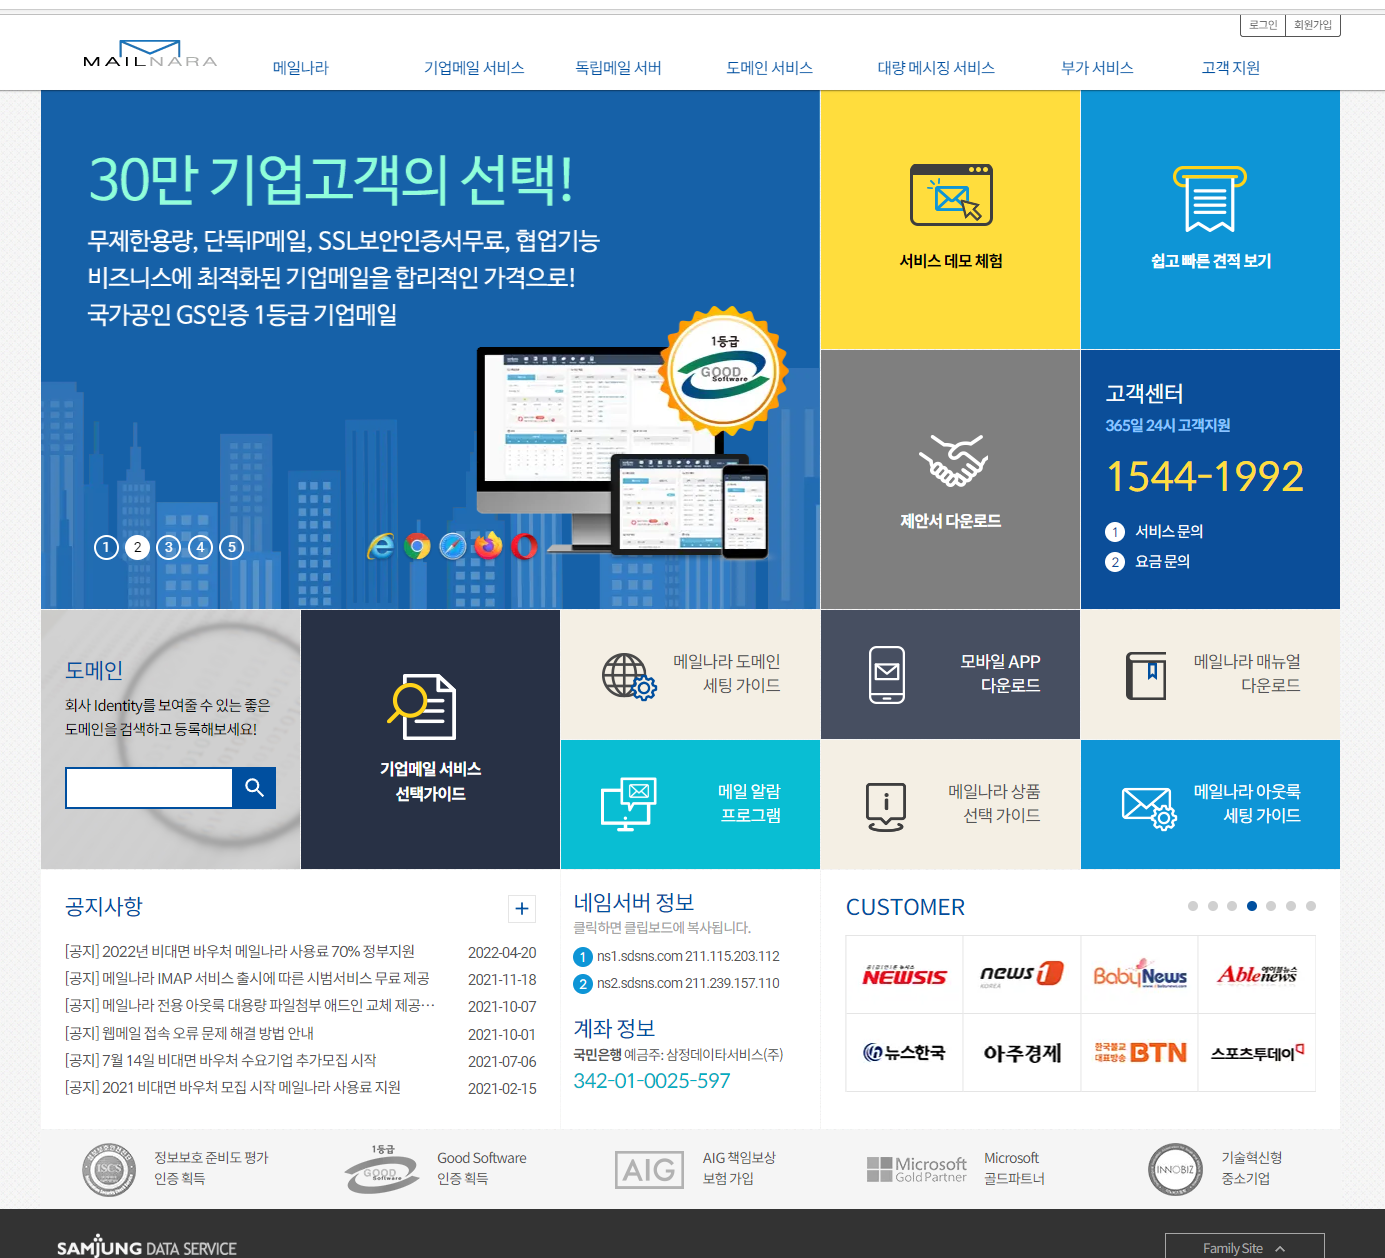 로그인 회원가입
MAILNARA
메일나라 기업메일 서비스 독립메일 서버 도메인 서비스 대량 메시징 서비스 부가 서비스 고객 지원
30만 기업고객의 선택!
무제한용량, 단독IP메일, SSL보안인증서무료, 협업기능
비즈니스에 최적화된 기업메일을 합리적인 가격으로!
국가공인 GS인증 1등급 기업메일
1등급
GOOD
Software
1 2 3 4 5
서비스 데모 체험
쉽고 빠른 견적 보기
제안서 다운로드
고객센터
365일 24시 고객지원
1544-1992
1 서비스 문의
2 요금 문의
도메인
회사 Identity를 보여줄 수 있는 좋은
도메인을 검색하고 등록해보세요!
기업메일 서비스
선택가이드
메일나라 도메인
세팅 가이드
모바일 APP
다운로드
메일나라 매뉴얼
다운로드
메일 알람
프로그램
메일나라 상품
선택 가이드
메일나라 아웃룩
세팅 가이드
공지사항
[공지] 2022년 비대면 바우처 메일나라 사용료 70% 정부지원 2022-04-20
[공지] 메일나라 IMAP 서비스 출시에 따른 시범서비스 무료 제공 2021-11-18
[공지] 메일나라 전용 아웃룩 대용량 파일첨부 애드인 교체 제공… 2021-10-07
[공지] 웹메일 접속 오류 문제 해결 방법 안내 2021-10-01
[공지] 7월 14일 비대면 바우처 수요기업 추가모집 시작 2021-07-06
[공지] 2021 비대면 바우처 모집 시작 메일나라 사용료 지원 2021-02-15
네임서버 정보
클릭하면 클립보드에 복사됩니다.
1 ns1.sdsns.com 211.115.203.112
2 ns2.sdsns.com 211.239.157.110
계좌 정보
국민은행 예금주: 삼정데이타서비스(주)
342-01-0025-597
CUSTOMER
NEWSIS
news1
KOREA
BabyNews
아이블뉴스
Ablenews
뉴스한국
아주경제
한국불교
대표방송 BTN
스포츠투데이
ISCS
정보보호 준비도 평가
인증 획득
1등급
GOOD
Software
Good Software
인증 획득
AIG
AIG 책임보상
보험 가입
Microsoft
Gold Partner
Microsoft
골드파트너
INNOBIZ
기술혁신형
중소기업
SAMJUNG DATA SERVICE
Family Site